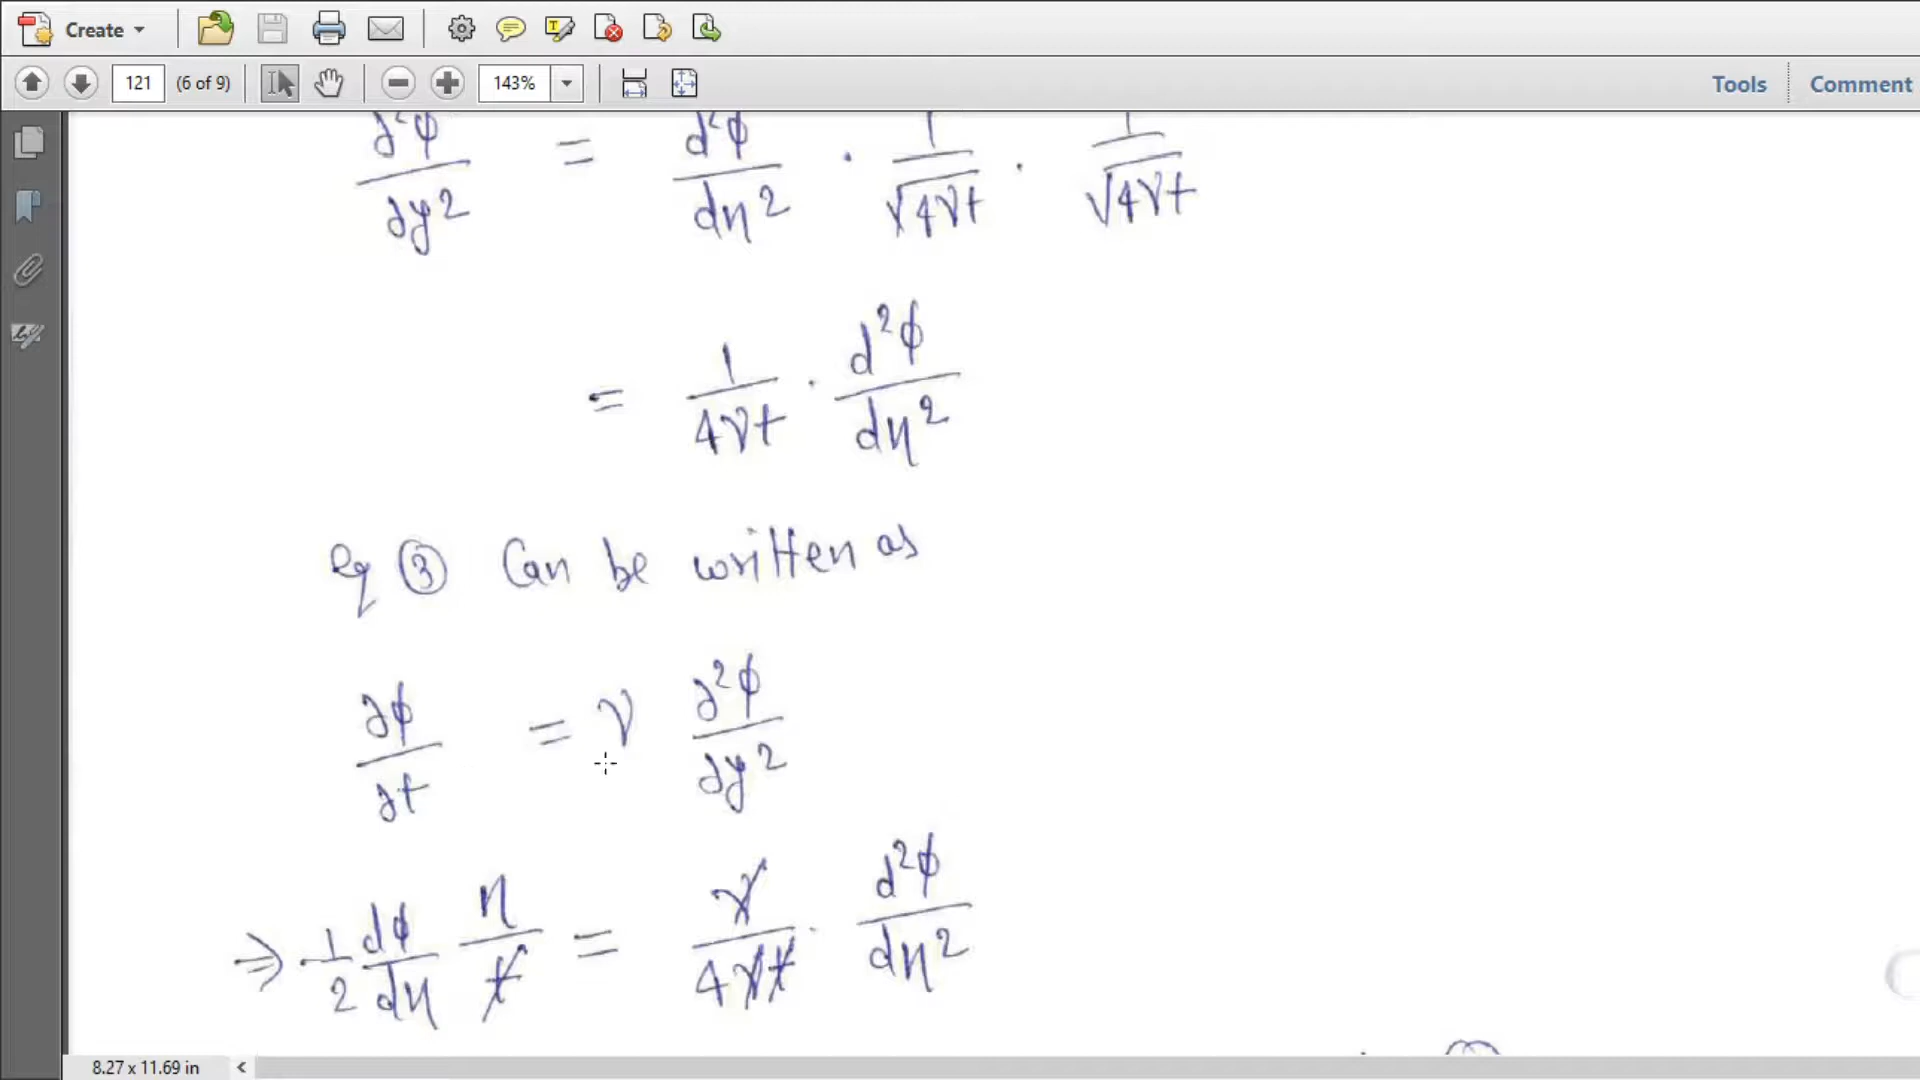 Create
121 (6 of 9) 143% Tools Comment
∂²φ/∂y² = d²φ/dη² · 1/√4νt · 1/√4νt
= 1/4νt · d²φ/dη²
Eq ③ Can be written as
∂φ/∂t = ν ∂²φ/∂y²
⇒ -1/2 dφ/dη η/t = ν/4νt · d²φ/dη²
8.27 x 11.69 in